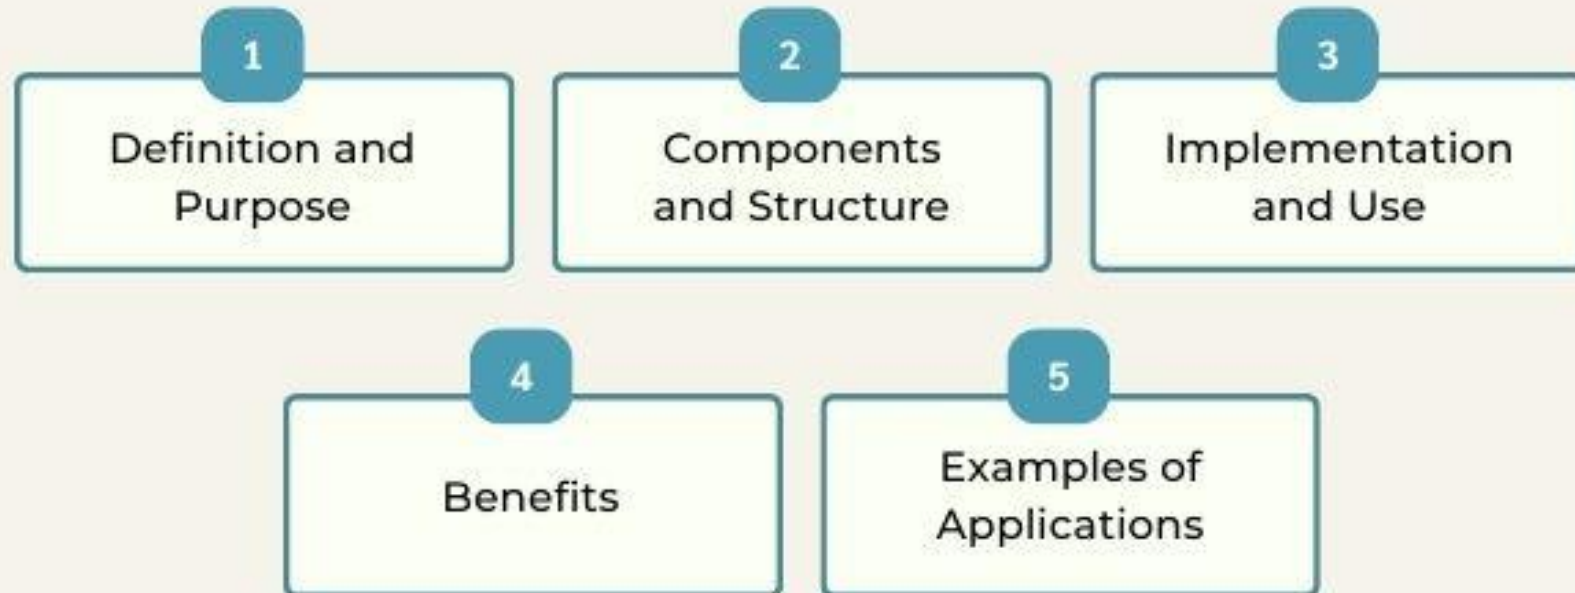 1
Definition and
Purpose
2
Components
and Structure
3
Implementation
and Use
4
Benefits
5
Examples of
Applications